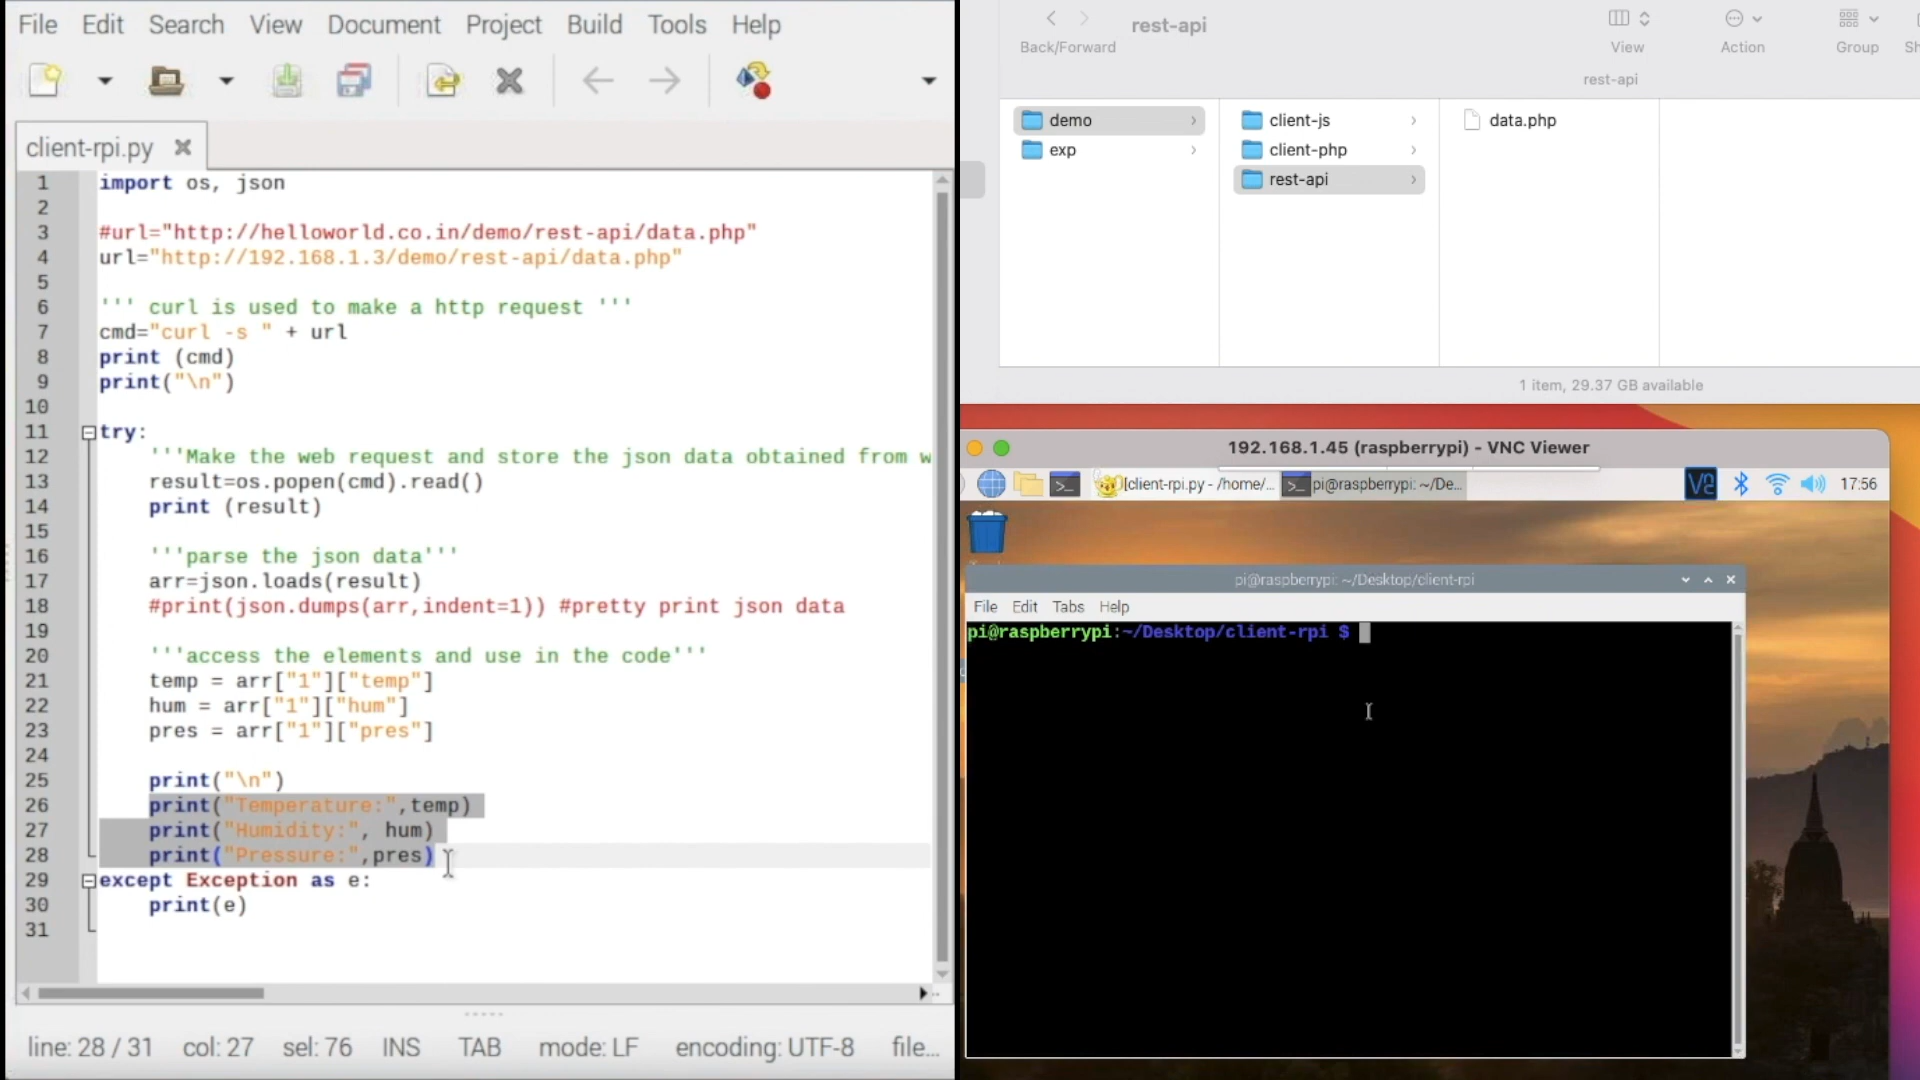 File Edit Search View Document Project Build Tools Help
client-rpi.py
1 import os, json
2
3 #url="http://helloworld.co.in/demo/rest-api/data.php"
4 url="http://192.168.1.3/demo/rest-api/data.php"
5
6 ''' curl is used to make a http request '''
7 cmd="curl -s " + url
8 print (cmd)
9 print("\n")
10
11 try:
12 '''Make the web request and store the json data obtained from w
13 result=os.popen(cmd).read()
14 print (result)
15
16 '''parse the json data'''
17 arr=json.loads(result)
18 #print(json.dumps(arr,indent=1)) #pretty print json data
19
20 '''access the elements and use in the code'''
21 temp = arr["1"]["temp"]
22 hum = arr["1"]["hum"]
23 pres = arr["1"]["pres"]
24
25 print("\n")
26 print("Temperature:",temp)
27 print("Humidity:", hum)
28 print("Pressure:",pres)
29 except Exception as e:
30 print(e)
31
line: 28 / 31 col: 27 sel: 76 INS TAB mode: LF encoding: UTF-8 file...
rest-api
Back/Forward View Action Group Sh
rest-api
demo client-js data.php
exp client-php
rest-api
1 item, 29.37 GB available
192.168.1.45 (raspberrypi) - VNC Viewer
[client-rpi.py - /home/... pi@raspberrypi: ~/De... 17:56
pi@raspberrypi: ~/Desktop/client-rpi
File Edit Tabs Help
pi@raspberrypi:~/Desktop/client-rpi $